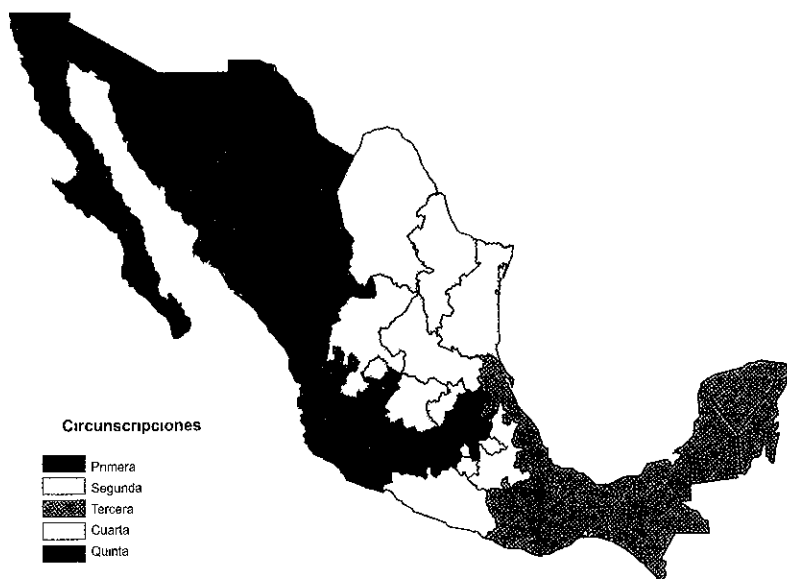 Circunscripciones
Primera
Segunda
Tercera
Cuarta
Quinta